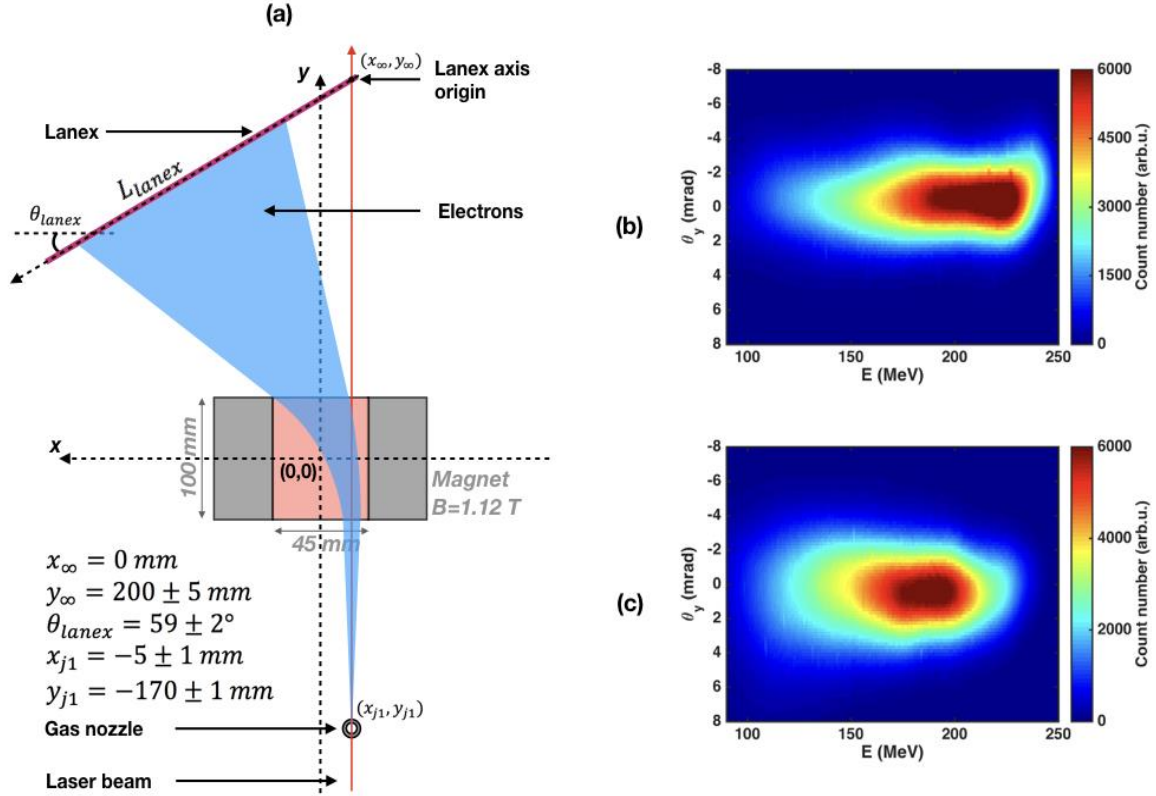 (a)
y
(x∞, y∞)
Lanex axis
origin
Lanex
L_lanex
θ_lanex
Electrons
x
(0,0)
100 mm
Magnet
B=1.12 T
45 mm
x∞ = 0 mm
y∞ = 200 ± 5 mm
θ_lanex = 59 ± 2°
x_j1 = −5 ± 1 mm
y_j1 = −170 ± 1 mm
(x_j1, y_j1)
Gas nozzle
Laser beam
(b)
-8
-6
-4
-2
0
2
4
6
8
θ_y (mrad)
100
150
200
250
E (MeV)
6000
4500
3000
1500
0
Count number (arb.u.)
(c)
-8
-6
-4
-2
0
2
4
6
8
θ_y (mrad)
100
150
200
250
E (MeV)
6000
4000
2000
0
Count number (arb.u.)